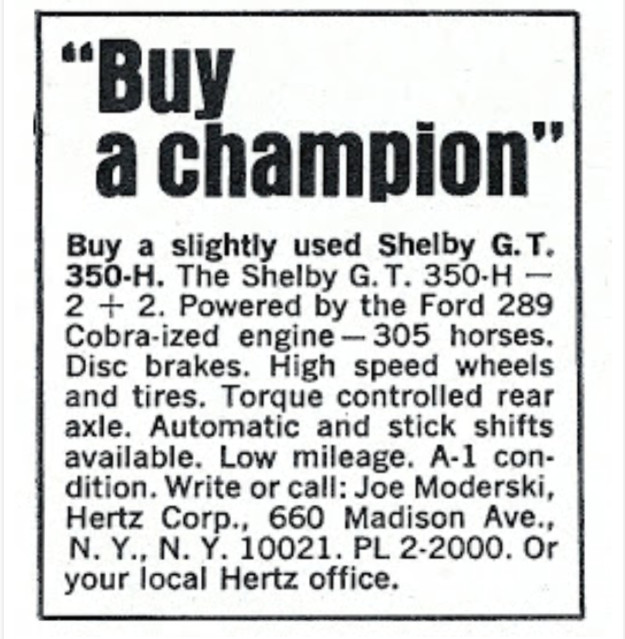 “Buy
a champion”
Buy a slightly used Shelby G.T.
350-H. The Shelby G.T. 350-H —
2 + 2. Powered by the Ford 289
Cobra-ized engine — 305 horses.
Disc brakes. High speed wheels
and tires. Torque controlled rear
axle. Automatic and stick shifts
available. Low mileage. A-1 con-
dition. Write or call: Joe Moderski,
Hertz Corp., 660 Madison Ave.,
N. Y., N. Y. 10021. PL 2-2000. Or
your local Hertz office.